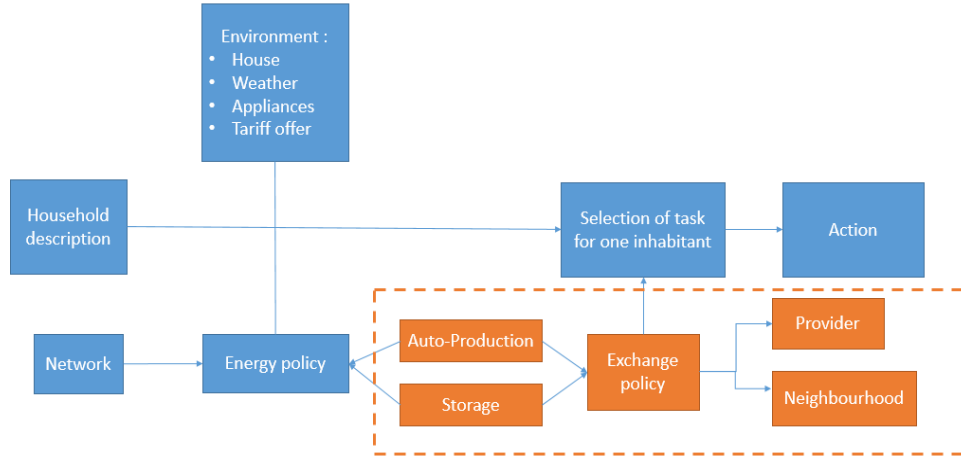 Environment :
• House
• Weather
• Appliances
• Tariff offer
Household
description
Selection of task
for one inhabitant
Action
Network
Energy policy
Auto-Production
Storage
Exchange
policy
Provider
Neighbourhood